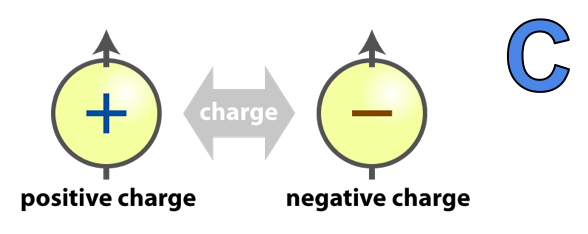 C
+
charge
−
positive charge
negative charge